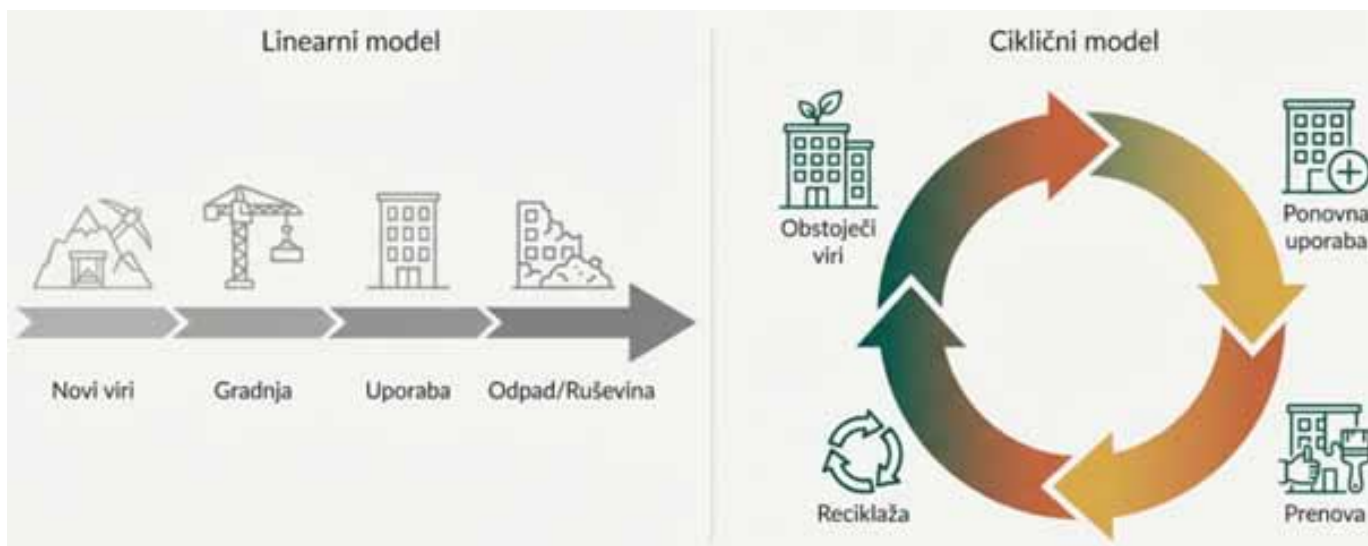 Linearni model
Novi viri
Gradnja
Uporaba
Odpad/Ruševina
Ciklični model
Obstoječi
viri
Ponovna
uporaba
Reciklaža
Prenova